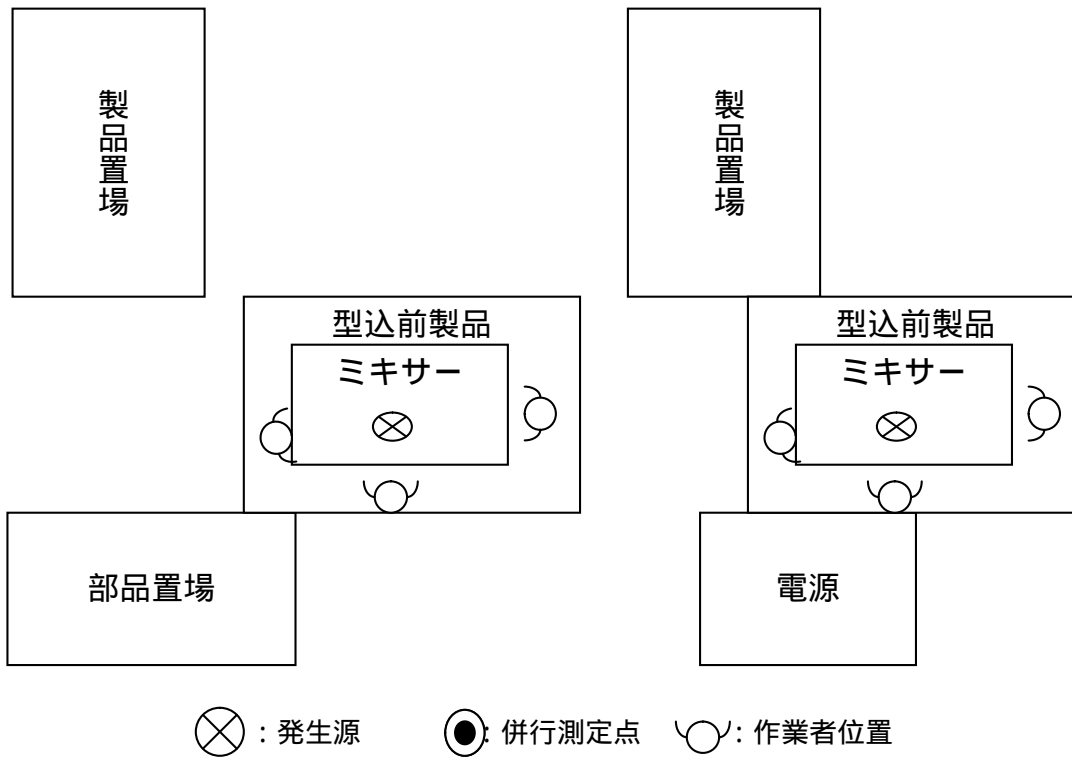 製品置場
製品置場
型込前製品
ミキサー
型込前製品
ミキサー
部品置場
電源
：発生源
：併行測定点
：作業者位置